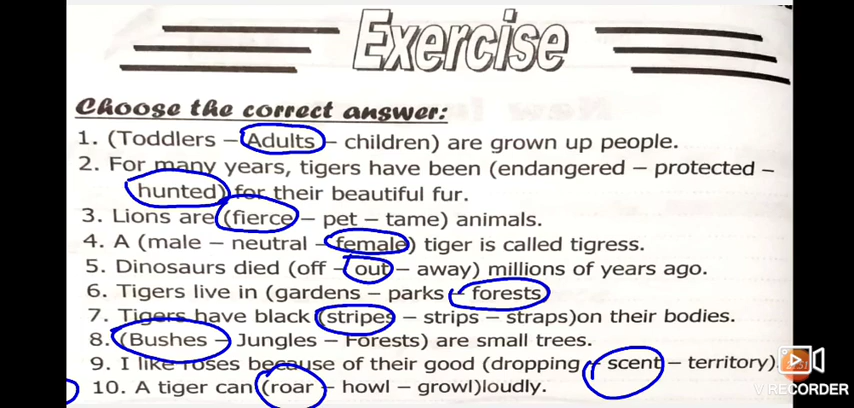 Exercise
Choose the correct answer:
1. (Toddlers – Adults – children) are grown up people.
2. For many years, tigers have been (endangered – protected –
hunted) for their beautiful fur.
3. Lions are (fierce – pet – tame) animals.
4. A (male – neutral – female) tiger is called tigress.
5. Dinosaurs died (off – out – away) millions of years ago.
6. Tigers live in (gardens – parks – forests
7. Tigers have black (stripes – strips – straps)on their bodies.
8. (Bushes – Jungles – Forests) are small trees.
9. I like roses because of their good (dropping – scent – territory)
10. A tiger can (roar – howl – growl)loudly.
V RECORDER